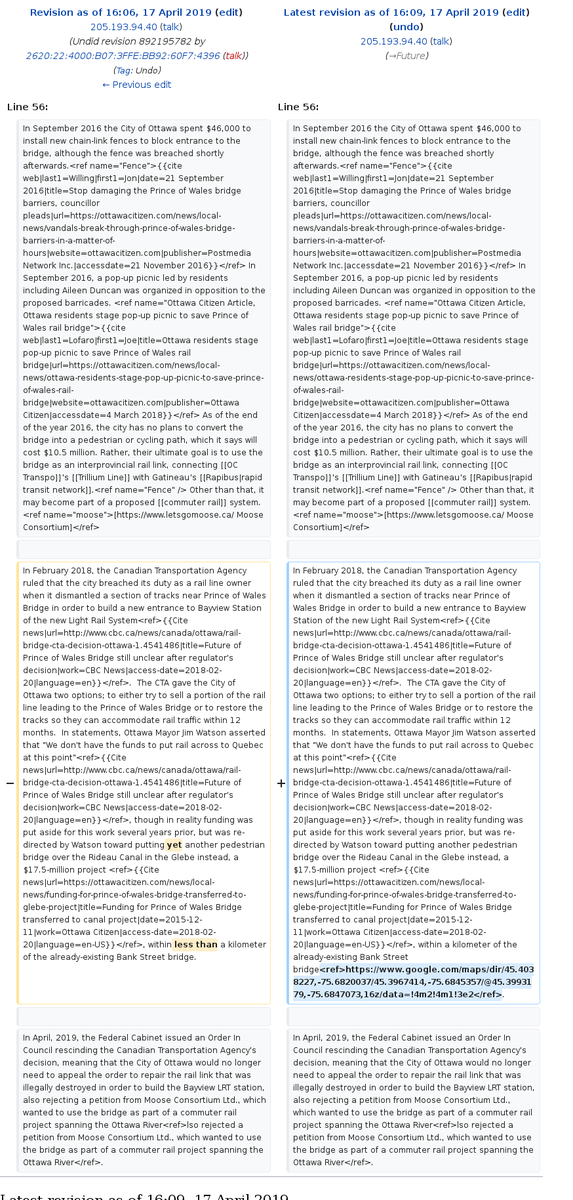 Revision as of 16:06, 17 April 2019 (edit)
205.193.94.40 (talk)
(Undid revision 892195782 by
2620:22:4000:B07:3FFE:BB92:60F7:4396 (talk))
(Tag: Undo)
← Previous edit
Latest revision as of 16:09, 17 April 2019 (edit)
(undo)
205.193.94.40 (talk)
(→Future)
Line 56:
Line 56:
In September 2016 the City of Ottawa spent $46,000 to
install new chain-link fences to block entrance to the
bridge, although the fence was breached shortly
afterwards.<ref name="Fence">{{cite
web|last1=Willing|first1=Jon|date=21 September
2016|title=Stop damaging the Prince of Wales bridge
barriers, councillor
pleads|url=https://ottawacitizen.com/news/local-
news/vandals-break-through-prince-of-wales-bridge-
barriers-in-a-matter-of-
hours|website=ottawacitizen.com|publisher=Postmedia
Network Inc.|accessdate=21 November 2016}}</ref> In
September 2016, a pop-up picnic led by residents
including Aileen Duncan was organized in opposition to the
proposed barricades. <ref name="Ottawa Citizen Article,
Ottawa residents stage pop-up picnic to save Prince of
Wales rail bridge">{{cite
web|last1=Lofaro|first1=Joe|title=Ottawa residents stage
pop-up picnic to save Prince of Wales rail
bridge|url=https://ottawacitizen.com/news/local-
news/ottawa-residents-stage-pop-up-picnic-to-save-prince-
of-wales-rail-
bridge|website=ottawacitizen.com|publisher=Ottawa
Citizen|accessdate=4 March 2018}}</ref> As of the end
of the year 2016, the city has no plans to convert the
bridge into a pedestrian or cycling path, which it says will
cost $10.5 million. Rather, their ultimate goal is to use the
bridge as an interprovincial rail link, connecting [[OC
Transpo]]'s [[Trillium Line]] with Gatineau's [[Rapibus|rapid
transit network]].<ref name="Fence" /> Other than that, it
may become part of a proposed [[commuter rail]] system.
<ref name="moose">[https://www.letsgomoose.ca/ Moose
Consortium]</ref>
In September 2016 the City of Ottawa spent $46,000 to
install new chain-link fences to block entrance to the
bridge, although the fence was breached shortly
afterwards.<ref name="Fence">{{cite
web|last1=Willing|first1=Jon|date=21 September
2016|title=Stop damaging the Prince of Wales bridge
barriers, councillor
pleads|url=https://ottawacitizen.com/news/local-
news/vandals-break-through-prince-of-wales-bridge-
barriers-in-a-matter-of-
hours|website=ottawacitizen.com|publisher=Postmedia
Network Inc.|accessdate=21 November 2016}}</ref> In
September 2016, a pop-up picnic led by residents
including Aileen Duncan was organized in opposition to the
proposed barricades. <ref name="Ottawa Citizen Article,
Ottawa residents stage pop-up picnic to save Prince of
Wales rail bridge">{{cite
web|last1=Lofaro|first1=Joe|title=Ottawa residents stage
pop-up picnic to save Prince of Wales rail
bridge|url=https://ottawacitizen.com/news/local-
news/ottawa-residents-stage-pop-up-picnic-to-save-prince-
of-wales-rail-
bridge|website=ottawacitizen.com|publisher=Ottawa
Citizen|accessdate=4 March 2018}}</ref> As of the end
of the year 2016, the city has no plans to convert the
bridge into a pedestrian or cycling path, which it says will
cost $10.5 million. Rather, their ultimate goal is to use the
bridge as an interprovincial rail link, connecting [[OC
Transpo]]'s [[Trillium Line]] with Gatineau's [[Rapibus|rapid
transit network]].<ref name="Fence" /> Other than that, it
may become part of a proposed [[commuter rail]] system.
<ref name="moose">[https://www.letsgomoose.ca/ Moose
Consortium]</ref>
−
In February 2018, the Canadian Transportation Agency
ruled that the city breached its duty as a rail line owner
when it dismantled a section of tracks near Prince of Wales
Bridge in order to build a new entrance to Bayview Station
of the new Light Rail System<ref>{{Cite
news|url=http://www.cbc.ca/news/canada/ottawa/rail-
bridge-cta-decision-ottawa-1.4541486|title=Future of
Prince of Wales Bridge still unclear after regulator's
decision|work=CBC News|access-date=2018-02-
20|language=en}}</ref>.  The CTA gave the City of
Ottawa two options; to either try to sell a portion of the rail
line leading to the Prince of Wales Bridge or to restore the
tracks so they can accommodate rail traffic within 12
months.  In statements, Ottawa Mayor Jim Watson asserted
that "We don't have the funds to put rail across to Quebec
at this point"<ref>{{Cite
news|url=http://www.cbc.ca/news/canada/ottawa/rail-
bridge-cta-decision-ottawa-1.4541486|title=Future of
Prince of Wales Bridge still unclear after regulator's
decision|work=CBC News|access-date=2018-02-
20|language=en}}</ref>, though in reality funding was
put aside for this work several years prior, but was re-
directed by Watson toward putting yet another pedestrian
bridge over the Rideau Canal in the Glebe instead, a
$17.5-million project <ref>{{Cite
news|url=https://ottawacitizen.com/news/local-
news/funding-for-prince-of-wales-bridge-transferred-to-
glebe-project|title=Funding for Prince of Wales Bridge
transferred to canal project|date=2015-12-
11|work=Ottawa Citizen|access-date=2018-02-
20|language=en-US}}</ref>, within less than a kilometer
of the already-existing Bank Street bridge.
+
In February 2018, the Canadian Transportation Agency
ruled that the city breached its duty as a rail line owner
when it dismantled a section of tracks near Prince of Wales
Bridge in order to build a new entrance to Bayview Station
of the new Light Rail System<ref>{{Cite
news|url=http://www.cbc.ca/news/canada/ottawa/rail-
bridge-cta-decision-ottawa-1.4541486|title=Future of
Prince of Wales Bridge still unclear after regulator's
decision|work=CBC News|access-date=2018-02-
20|language=en}}</ref>.  The CTA gave the City of
Ottawa two options; to either try to sell a portion of the rail
line leading to the Prince of Wales Bridge or to restore the
tracks so they can accommodate rail traffic within 12
months.  In statements, Ottawa Mayor Jim Watson asserted
that "We don't have the funds to put rail across to Quebec
at this point"<ref>{{Cite
news|url=http://www.cbc.ca/news/canada/ottawa/rail-
bridge-cta-decision-ottawa-1.4541486|title=Future of
Prince of Wales Bridge still unclear after regulator's
decision|work=CBC News|access-date=2018-02-
20|language=en}}</ref>, though in reality funding was
put aside for this work several years prior, but was re-
directed by Watson toward putting another pedestrian
bridge over the Rideau Canal in the Glebe instead, a
$17.5-million project <ref>{{Cite
news|url=https://ottawacitizen.com/news/local-
news/funding-for-prince-of-wales-bridge-transferred-to-
glebe-project|title=Funding for Prince of Wales Bridge
transferred to canal project|date=2015-12-
11|work=Ottawa Citizen|access-date=2018-02-
20|language=en-US}}</ref>, within a kilometer of the
already-existing Bank Street
bridge<ref>https://www.google.com/maps/dir/45.403
8227,-75.6820037/45.3967414,-75.6845357/@45.39931
79,-75.6847073,16z/data=!4m2!4m1!3e2</ref>.
In April, 2019, the Federal Cabinet issued an Order In
Council rescinding the Canadian Transportation Agency's
decision, meaning that the City of Ottawa would no longer
need to appeal the order to repair the rail link that was
illegally destroyed in order to build the Bayview LRT station,
also rejecting a petition from Moose Consortium Ltd., which
wanted to use the bridge as part of a commuter rail
project spanning the Ottawa River<ref>lso rejected a
petition from Moose Consortium Ltd., which wanted to use
the bridge as part of a commuter rail project spanning the
Ottawa River</ref>.
In April, 2019, the Federal Cabinet issued an Order In
Council rescinding the Canadian Transportation Agency's
decision, meaning that the City of Ottawa would no longer
need to appeal the order to repair the rail link that was
illegally destroyed in order to build the Bayview LRT station,
also rejecting a petition from Moose Consortium Ltd., which
wanted to use the bridge as part of a commuter rail
project spanning the Ottawa River<ref>lso rejected a
petition from Moose Consortium Ltd., which wanted to use
the bridge as part of a commuter rail project spanning the
Ottawa River</ref>.
Latest revision as of 16:09, 17 April 2019